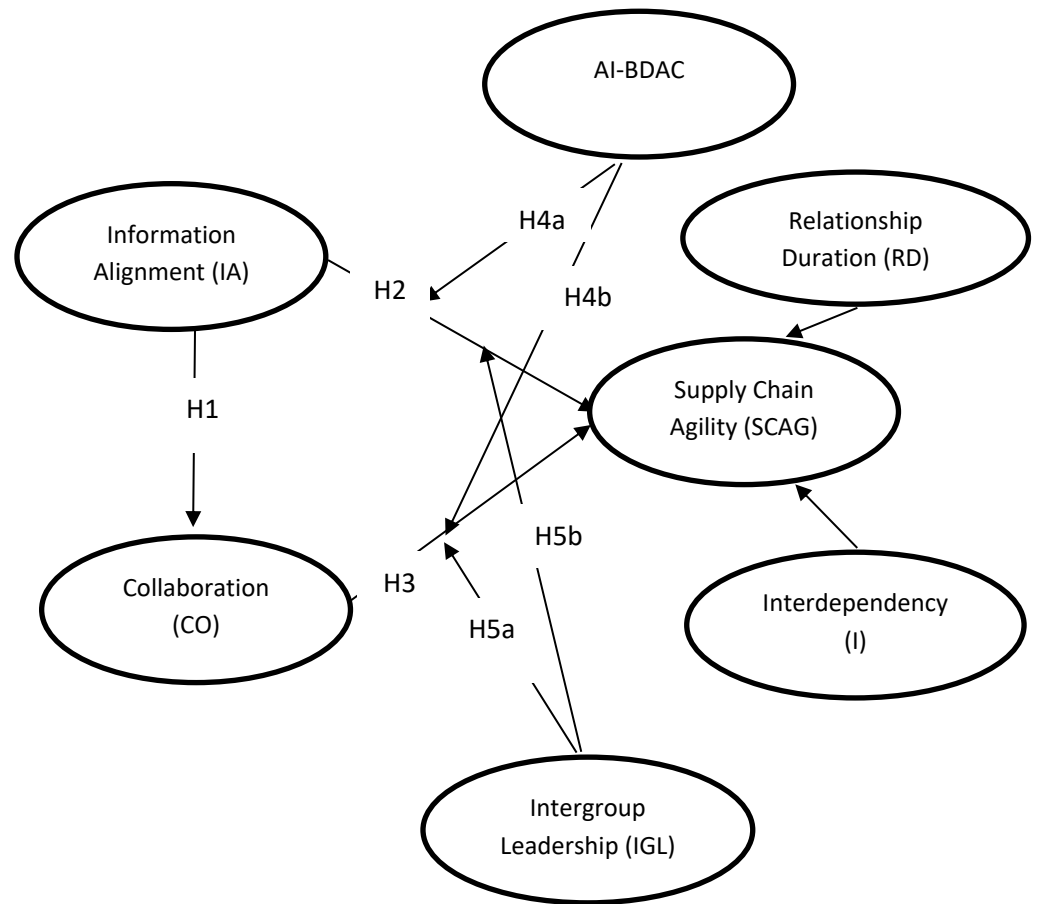 AI-BDAC
H4a
Relationship
Duration (RD)
Information
Alignment (IA)
H2
H4b
Supply Chain
Agility (SCAG)
H1
H5b
H3
Collaboration
(CO)
H5a
Interdependency
(I)
Intergroup
Leadership (IGL)